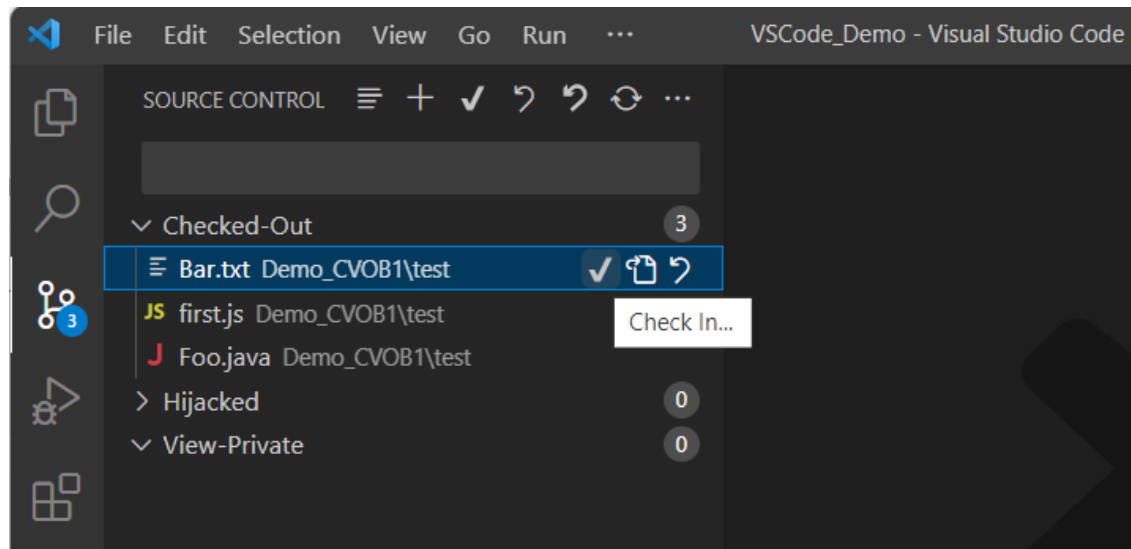 File Edit Selection View Go Run ··· VSCode_Demo - Visual Studio Code
SOURCE CONTROL
Checked-Out 3
Bar.txt Demo_CVOB1\test
Check In...
JS first.js Demo_CVOB1\test
3
J Foo.java Demo_CVOB1\test
Hijacked 0
View-Private 0